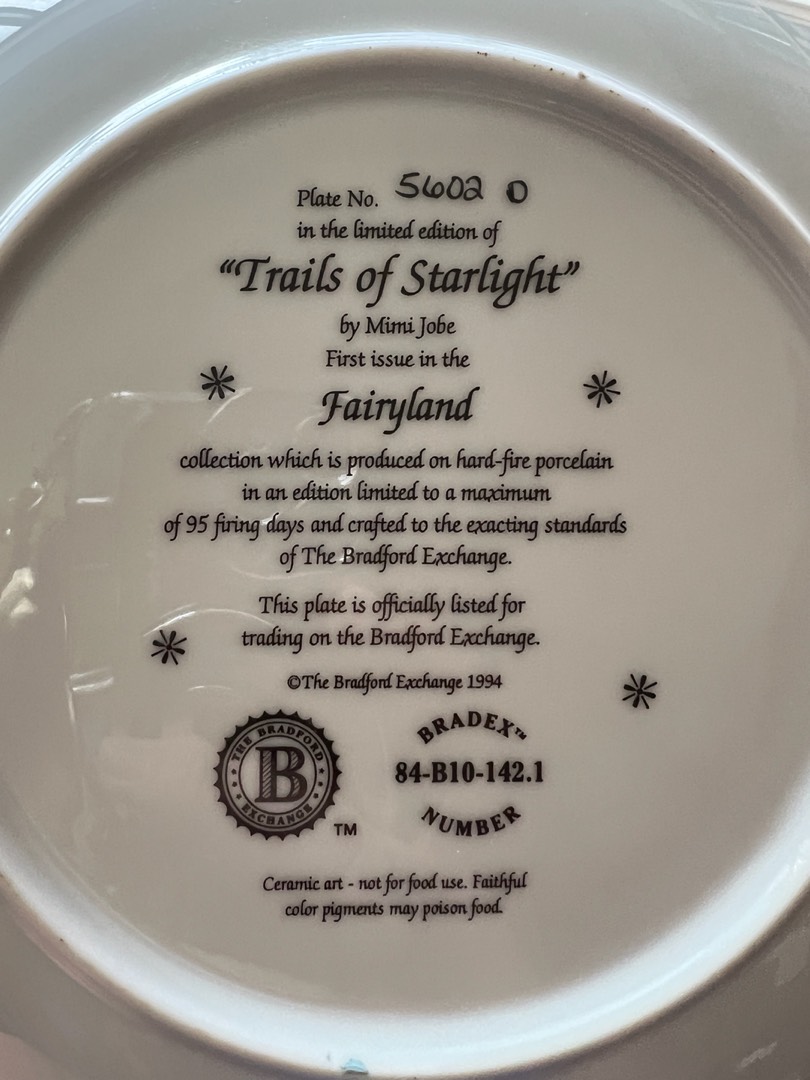 Plate No. 5602 O
in the limited edition of
“Trails of Starlight”
by Mimi Jobe
First issue in the
Fairyland
collection which is produced on hard-fire porcelain
in an edition limited to a maximum
of 95 firing days and crafted to the exacting standards
of The Bradford Exchange.
This plate is officially listed for
trading on the Bradford Exchange.
©The Bradford Exchange 1994
THE BRADFORD
B
EXCHANGE
TM
BRADEX™
84-B10-142.1
NUMBER
Ceramic art - not for food use. Faithful
color pigments may poison food.